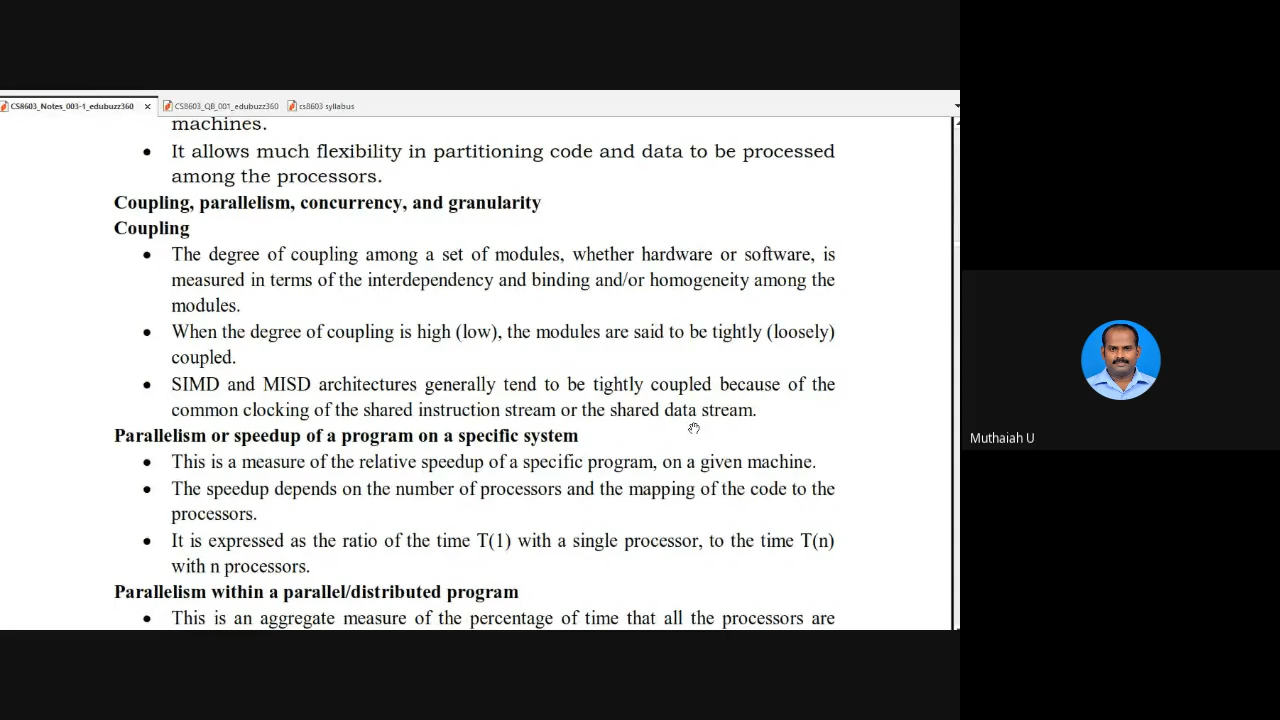 CS8603_Notes_003-1_edubuzz360
CS8603_QB_001_edubuzz360
cs8603 syllabus
machines.
• It allows much flexibility in partitioning code and data to be processed
among the processors.
Coupling, parallelism, concurrency, and granularity
Coupling
• The degree of coupling among a set of modules, whether hardware or software, is
measured in terms of the interdependency and binding and/or homogeneity among the
modules.
• When the degree of coupling is high (low), the modules are said to be tightly (loosely)
coupled.
• SIMD and MISD architectures generally tend to be tightly coupled because of the
common clocking of the shared instruction stream or the shared data stream.
Parallelism or speedup of a program on a specific system
• This is a measure of the relative speedup of a specific program, on a given machine.
• The speedup depends on the number of processors and the mapping of the code to the
processors.
• It is expressed as the ratio of the time T(1) with a single processor, to the time T(n)
with n processors.
Parallelism within a parallel/distributed program
• This is an aggregate measure of the percentage of time that all the processors are
Muthaiah U